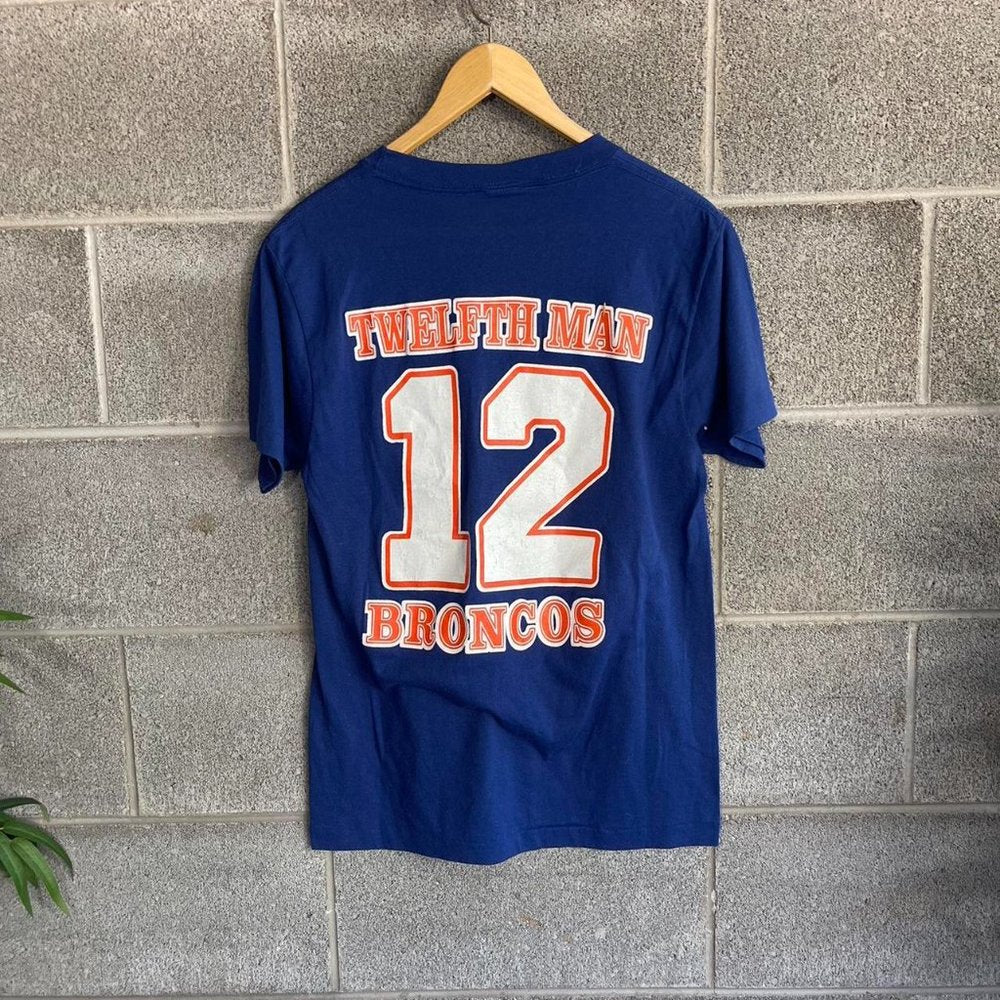 TWELFTH MAN
12
BRONCOS